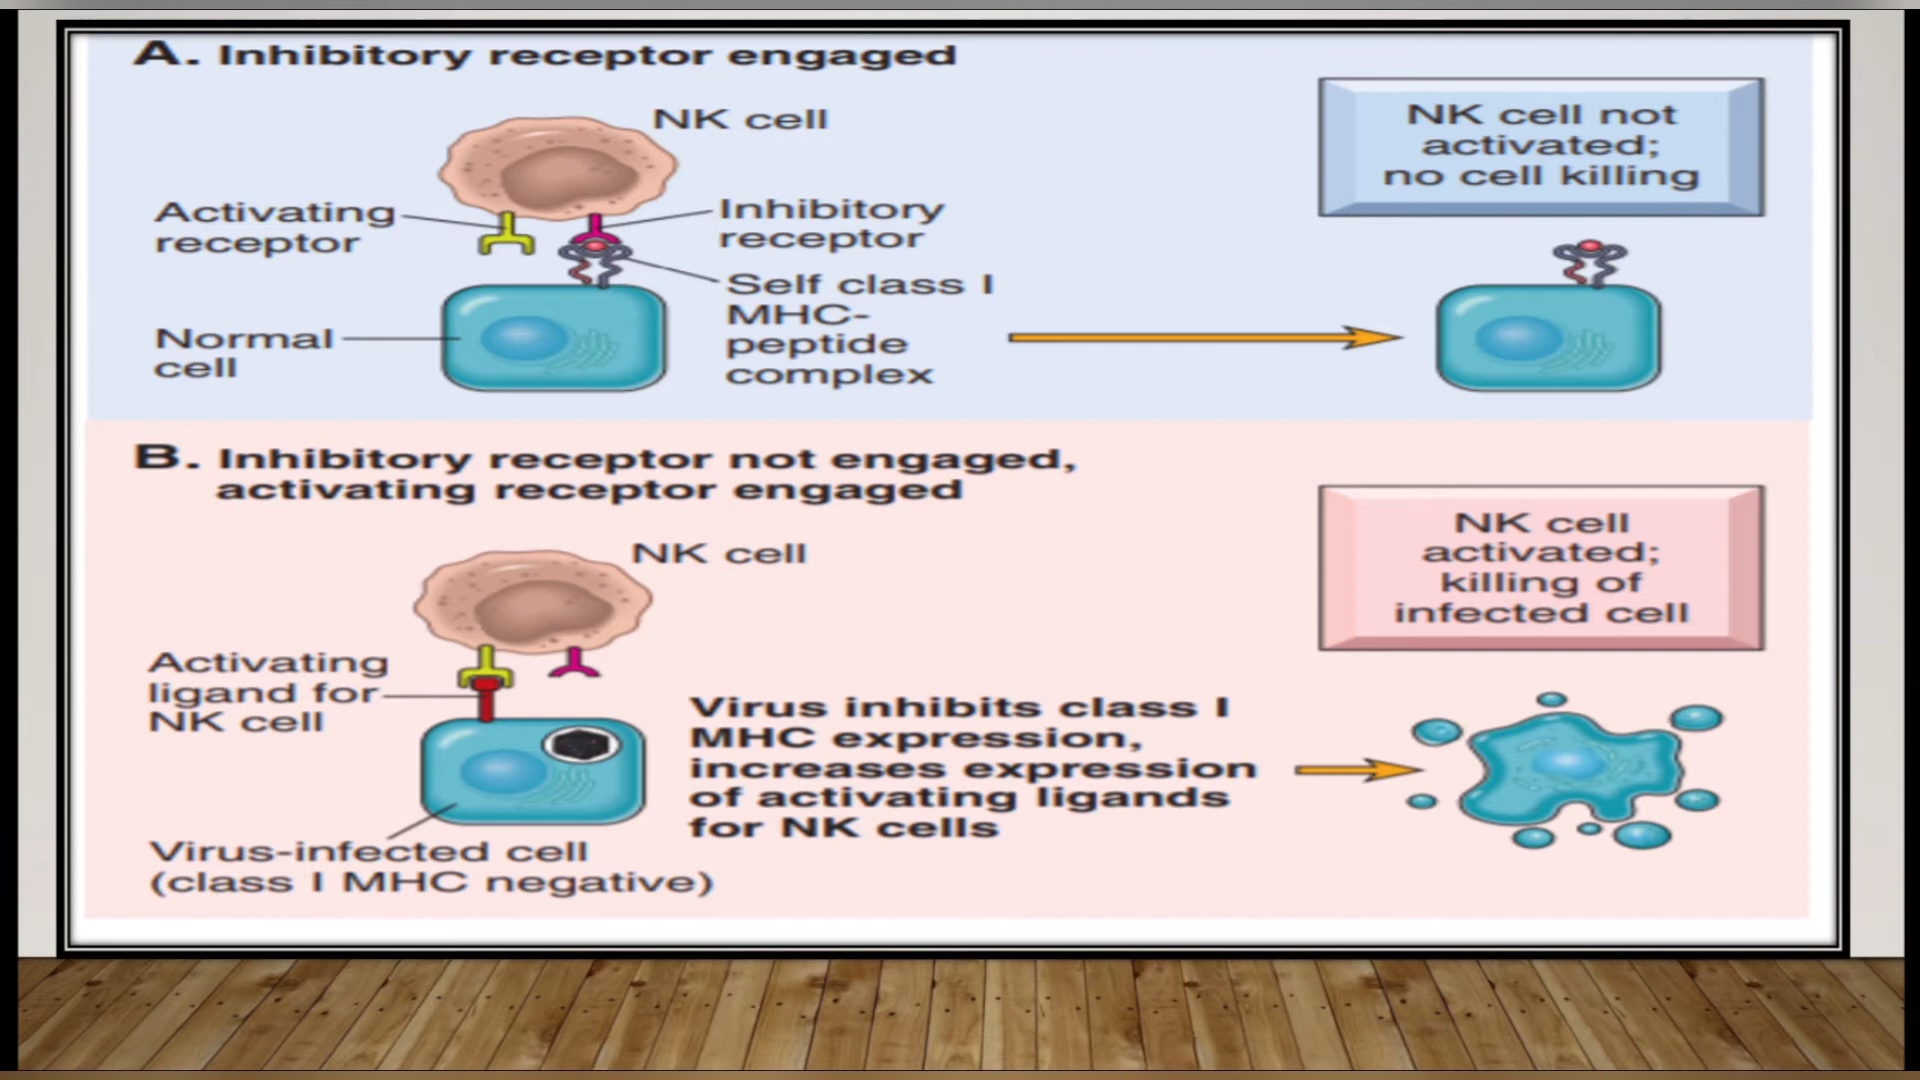 A. Inhibitory receptor engaged
NK cell
Activating
receptor
Inhibitory
receptor
Self class I
MHC-
peptide
complex
Normal
cell
NK cell not
activated;
no cell killing
B. Inhibitory receptor not engaged,
activating receptor engaged
NK cell
Activating
ligand for
NK cell
Virus-infected cell
(class I MHC negative)
Virus inhibits class I
MHC expression,
increases expression
of activating ligands
for NK cells
NK cell
activated;
killing of
infected cell